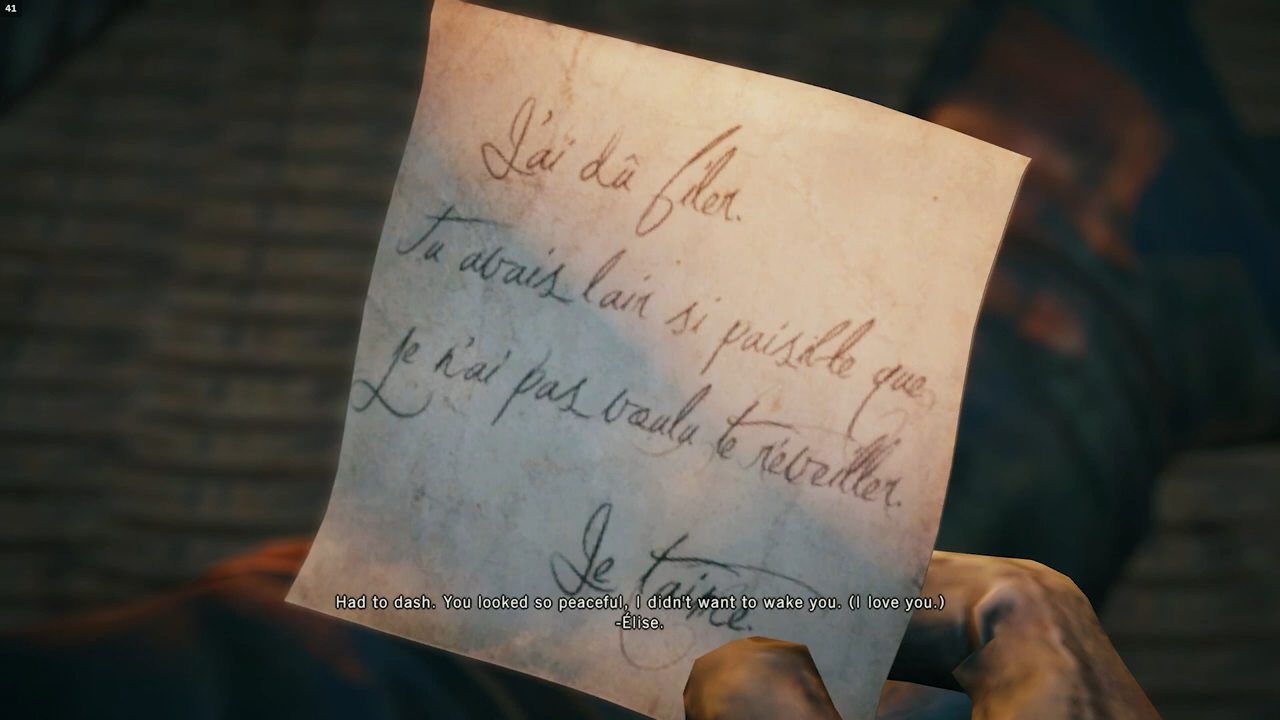 41
J'ai dû filer.
Tu avais l'air si paisible que
je n'ai pas voulu te réveiller.
Je t'aime.
Had to dash. You looked so peaceful, I didn't want to wake you. (I love you.)
-Élise.